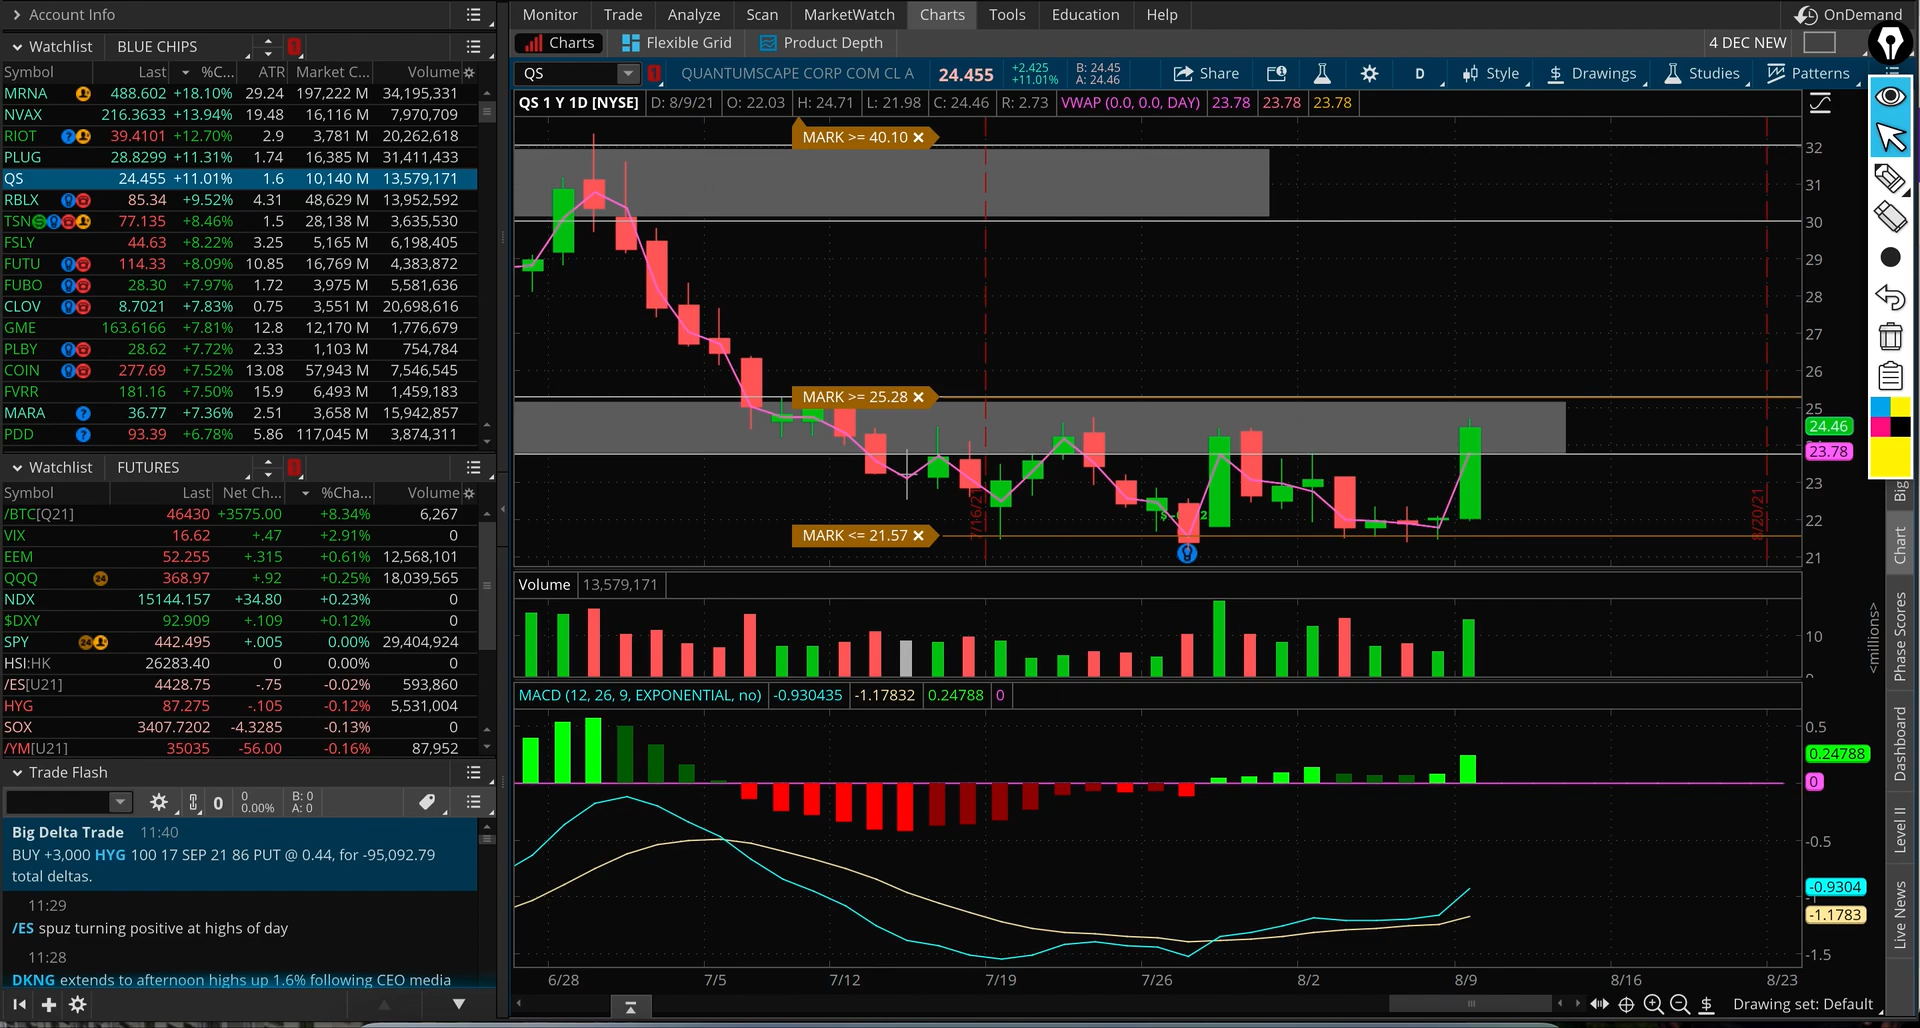 Account Info
Monitor Trade Analyze Scan MarketWatch Charts Tools Education Help OnDemand
Watchlist BLUE CHIPS 1
Charts Flexible Grid Product Depth 4 DEC NEW
Symbol Last %C... ATR Market C... Volume
MRNA 488.602 +18.10% 29.24 197,222 M 34,195,331
NVAX 216.3633 +13.94% 19.48 16,116 M 7,970,709
RIOT ? 39.4101 +12.70% 2.9 3,781 M 20,262,618
PLUG 28.8299 +11.31% 1.74 16,385 M 31,411,433
QS 24.455 +11.01% 1.6 10,140 M 13,579,171
RBLX 85.34 +9.52% 4.31 48,629 M 13,952,592
TSN 77.135 +8.46% 1.5 28,138 M 3,635,530
FSLY 44.63 +8.22% 3.25 5,165 M 6,198,405
FUTU 114.33 +8.09% 10.85 16,769 M 4,383,872
FUBO 28.30 +7.97% 1.72 3,975 M 5,581,636
CLOV 8.7021 +7.83% 0.75 3,551 M 20,698,616
GME 163.6166 +7.81% 12.8 12,170 M 1,776,679
PLBY 28.62 +7.72% 2.33 1,103 M 754,784
COIN 277.69 +7.52% 13.08 57,943 M 7,546,545
FVRR 181.16 +7.50% 15.9 6,493 M 1,459,183
MARA ? 36.77 +7.36% 2.51 3,658 M 15,942,857
PDD ? 93.39 +6.78% 5.86 117,045 M 3,874,311
Watchlist FUTURES 1
Symbol Last Net Ch... %Cha... Volume
/BTC[Q21] 46430 +3575.00 +8.34% 6,267
VIX 16.62 +.47 +2.91% 0
EEM 52.255 +.315 +0.61% 12,568,101
QQQ 24 368.97 +.92 +0.25% 18,039,565
NDX 15144.157 +34.80 +0.23% 0
$DXY 92.909 +.109 +0.12% 0
SPY 24 442.495 +.005 0.00% 29,404,924
HSI:HK 26283.40 0 0.00% 0
/ES[U21] 4428.75 -.75 -0.02% 593,860
HYG 87.275 -.105 -0.12% 5,531,004
SOX 3407.7202 -4.3285 -0.13% 0
/YM[U21] 35035 -56.00 -0.16% 87,952
Trade Flash
0 0 0.00% B: 0 A: 0
Big Delta Trade 11:40
BUY +3,000 HYG 100 17 SEP 21 86 PUT @ 0.44, for -95,092.79
total deltas.
11:29
/ES spuz turning positive at highs of day
11:28
DKNG extends to afternoon highs up 1.6% following CEO media
QS 1 QUANTUMSCAPE CORP COM CL A 24.455 +2.425 +11.01% B: 24.45 A: 24.46 Share D Style $ Drawings Studies Patterns
QS 1 Y 1D [NYSE] D: 8/9/21 O: 22.03 H: 24.71 L: 21.98 C: 24.46 R: 2.73 VWAP (0.0, 0.0, DAY) 23.78 23.78 23.78
MARK >= 40.10
32
31
30
29
28
27
26
MARK >= 25.28
25
24.46
23.78
23
22
MARK <= 21.57
21
7/16/21
8/20/21
Volume 13,579,171
10
<millions>
MACD (12, 26, 9, EXPONENTIAL, no) -0.930435 -1.17832 0.24788 0
0.5
0.24788
0
-0.5
-0.9304
-1.1783
-1.5
6/28 7/5 7/12 7/19 7/26 8/2 8/9 8/16 8/23
$ Drawing set: Default
Big
Chart
Phase Scores
Dashboard
Level II
Live News